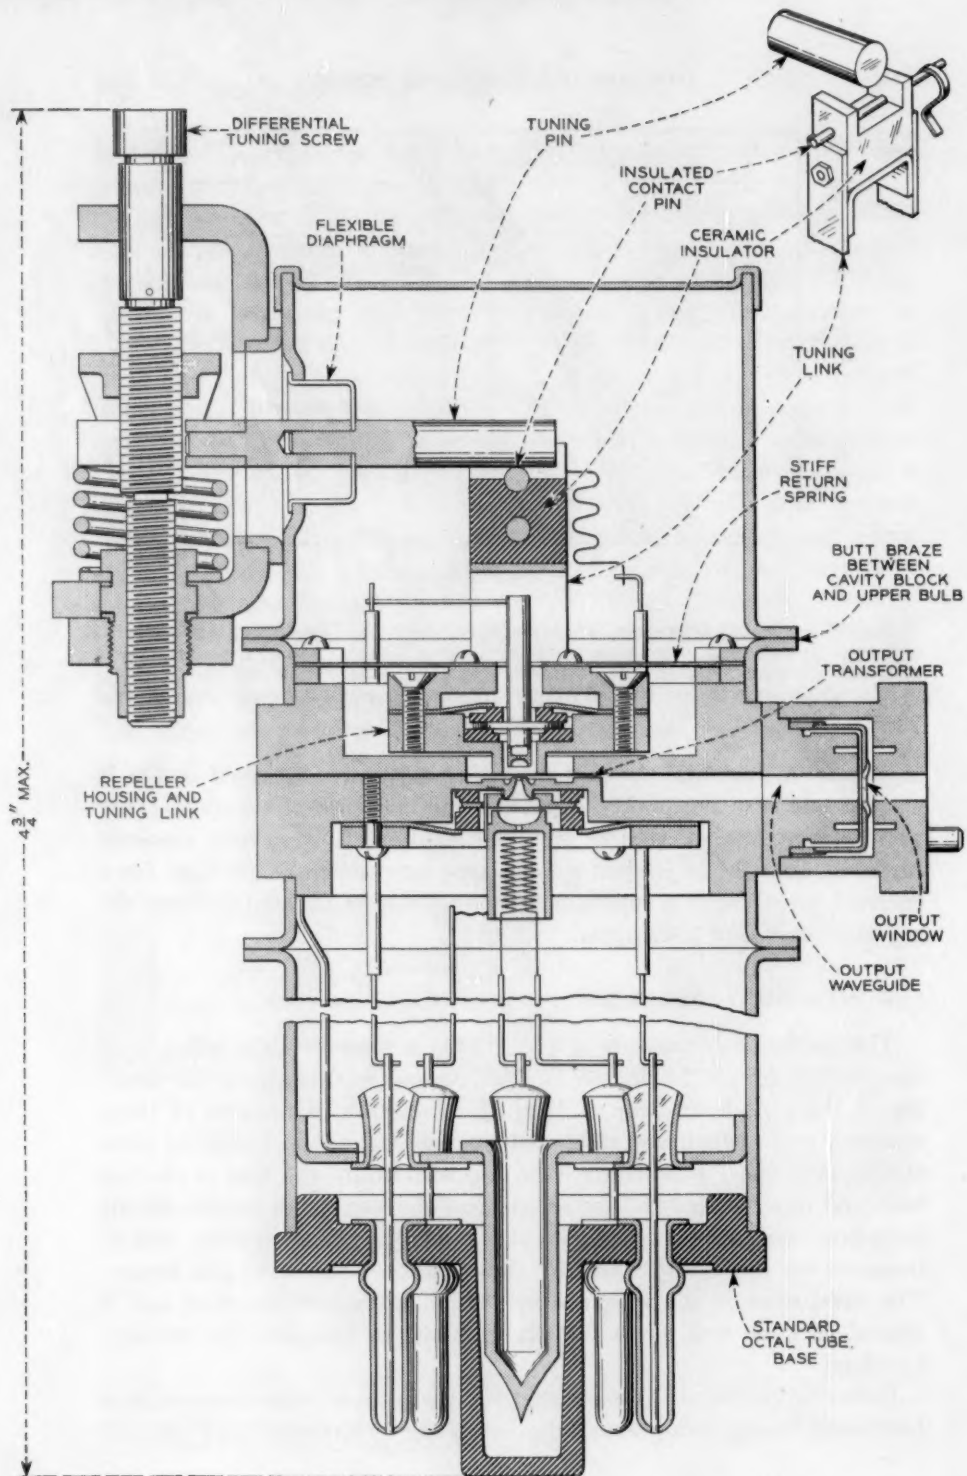 DIFFERENTIAL
TUNING SCREW
TUNING
PIN
INSULATED
CONTACT
PIN
FLEXIBLE
DIAPHRAGM
CERAMIC
INSULATOR
TUNING
LINK
STIFF
RETURN
SPRING
BUTT BRAZE
BETWEEN
CAVITY BLOCK
AND UPPER BULB
OUTPUT
TRANSFORMER
REPELLER
HOUSING AND
TUNING LINK
4 3/4" MAX.
OUTPUT
WINDOW
OUTPUT
WAVEGUIDE
STANDARD
OCTAL TUBE.
BASE